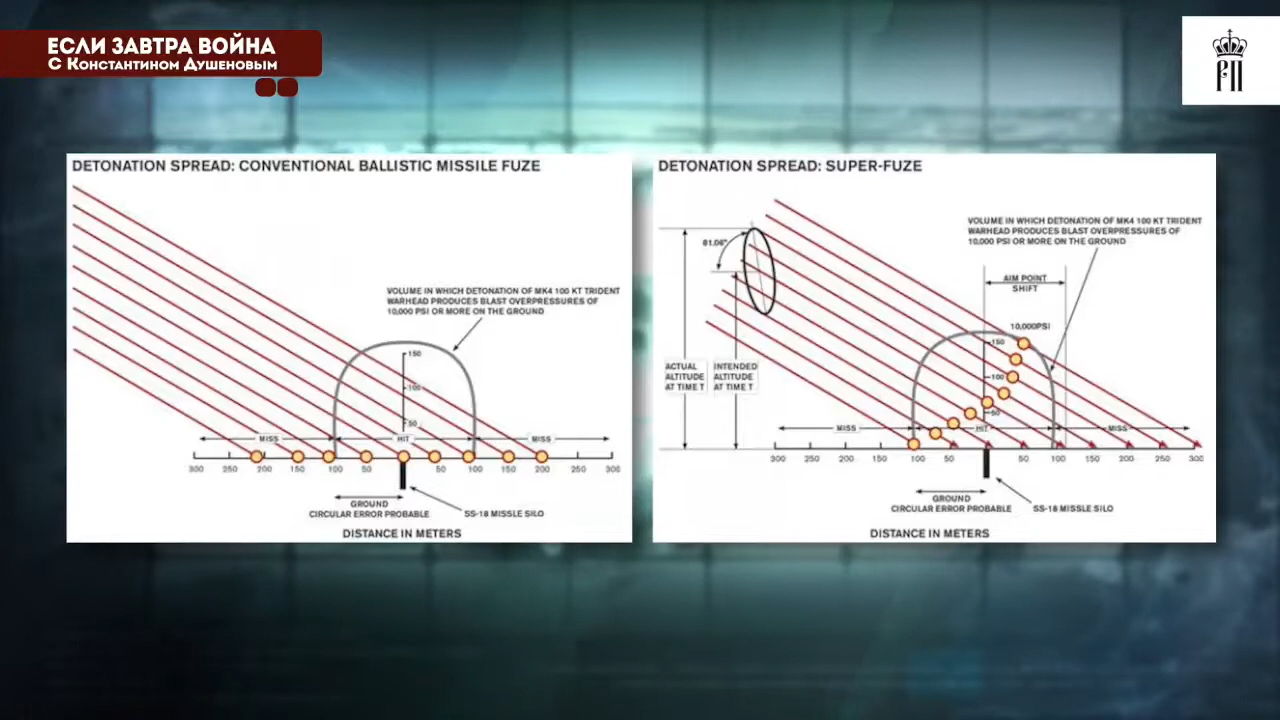 ЕСЛИ ЗАВТРА ВОЙНА
С Константином Душеновым
FП
DETONATION SPREAD: CONVENTIONAL BALLISTIC MISSILE FUZE
VOLUME IN WHICH DETONATION OF MK4 100 KT TRIDENT
WARHEAD PRODUCES BLAST OVERPRESSURES OF
10,000 PSI OR MORE ON THE GROUND
150
100
50
MISS
HIT
MISS
300 250 200 150 100 50 50 100 150 200 250 300
GROUND
CIRCULAR ERROR PROBABLE
SS-18 MISSLE SILO
DISTANCE IN METERS
DETONATION SPREAD: SUPER-FUZE
VOLUME IN WHICH DETONATION OF MK4 100 KT TRIDENT
WARHEAD PRODUCES BLAST OVERPRESSURES OF
10,000 PSI OR MORE ON THE GROUND
81.06°
AIM POINT
SHIFT
10,000PSI
150
ACTUAL
ALTITUDE
AT TIME T
INTENDED
ALTITUDE
AT TIME T
100
50
MISS
HIT
MISS
300 250 200 150 100 50 50 100 150 200 250 300
GROUND
CIRCULAR ERROR PROBABLE
SS-18 MISSLE SILO
DISTANCE IN METERS